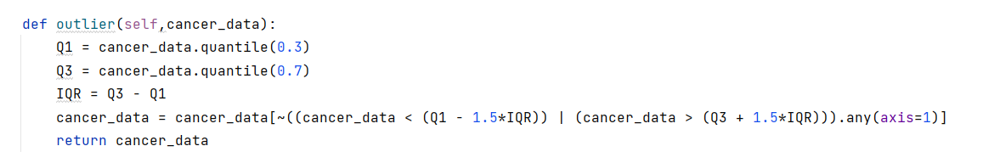 def outlier(self,cancer_data):
    Q1 = cancer_data.quantile(0.3)
    Q3 = cancer_data.quantile(0.7)
    IQR = Q3 - Q1
    cancer_data = cancer_data[~((cancer_data < (Q1 - 1.5*IQR)) | (cancer_data > (Q3 + 1.5*IQR))).any(axis=1)]
    return cancer_data